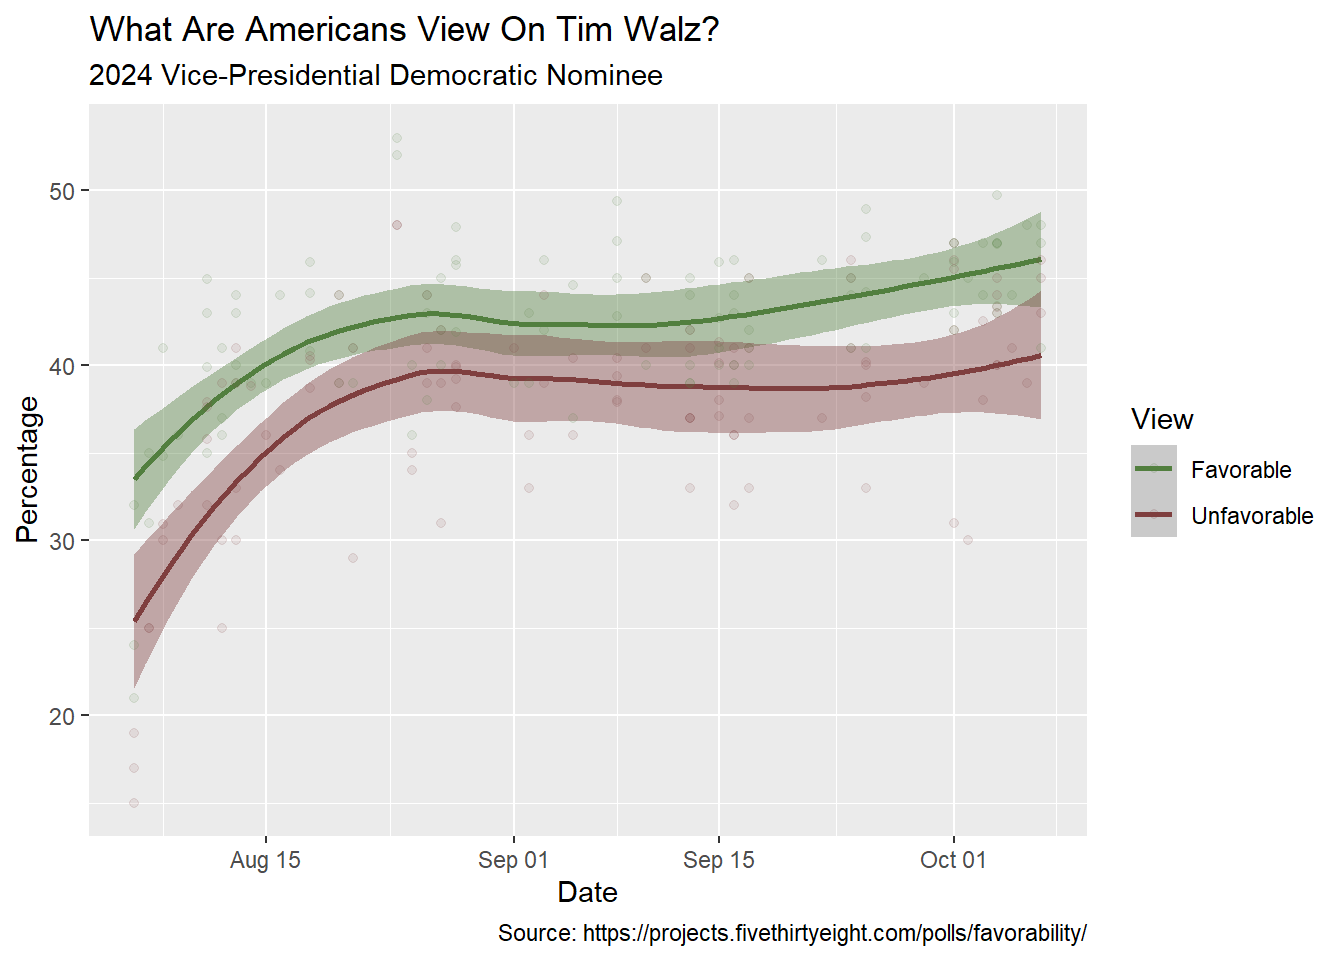 What Are Americans View On Tim Walz?
2024 Vice-Presidential Democratic Nominee
Percentage
50
40
30
20
Aug 15
Sep 01
Sep 15
Oct 01
Date
View
Favorable
Unfavorable
Source: https://projects.fivethirtyeight.com/polls/favorability/